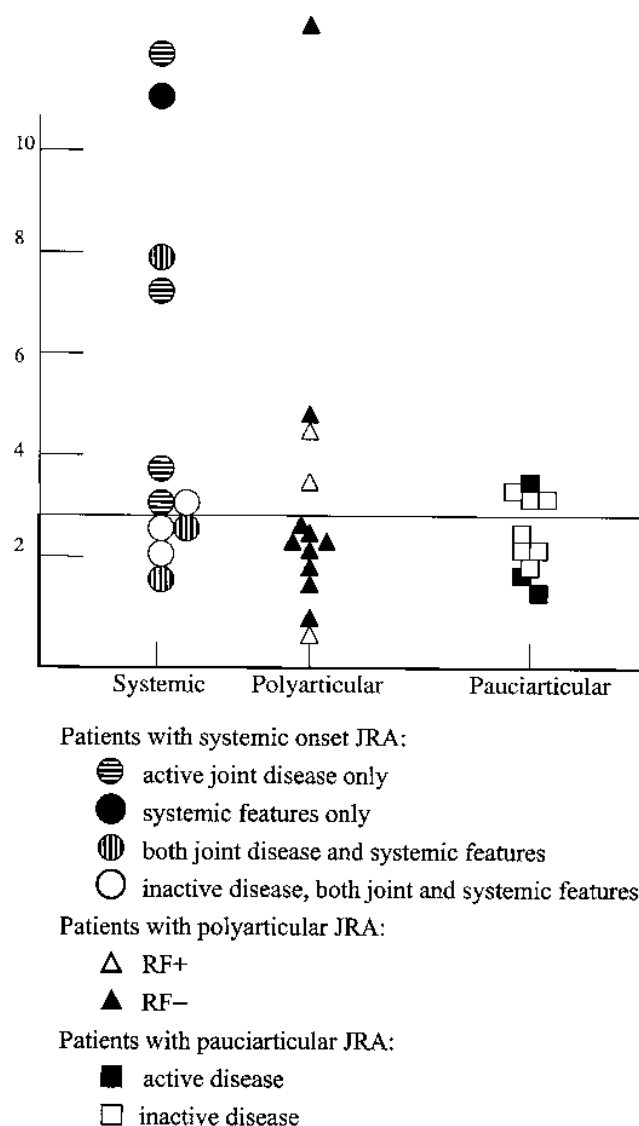 10
8
6
4
2
Systemic Polyarticular Pauciarticular
Patients with systemic onset JRA:
active joint disease only
systemic features only
both joint disease and systemic features
inactive disease, both joint and systemic features
Patients with polyarticular JRA:
RF+
RF−
Patients with pauciarticular JRA:
active disease
inactive disease